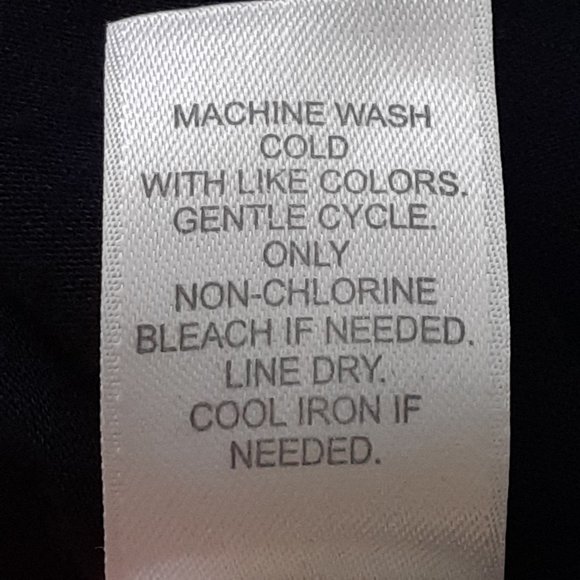 MACHINE WASH
COLD
WITH LIKE COLORS.
GENTLE CYCLE.
ONLY
NON-CHLORINE
BLEACH IF NEEDED.
LINE DRY.
COOL IRON IF
NEEDED.